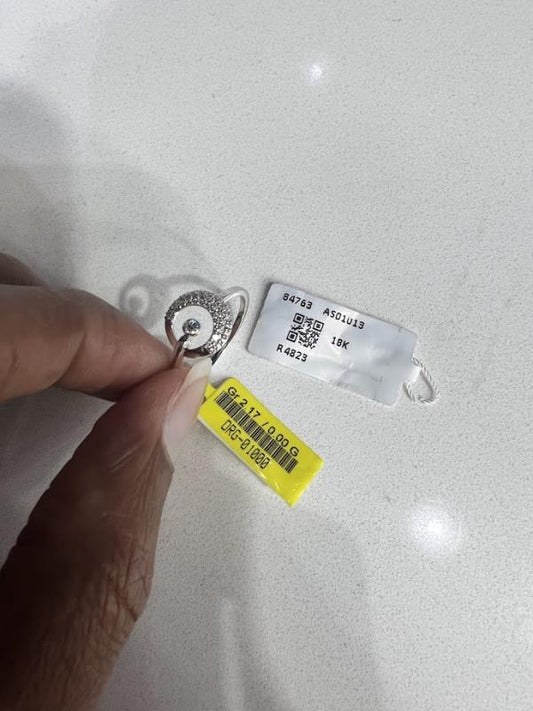 84763 AS01013
18K
R4823
Gr 2.17 / 0.00 G
DRG-01000